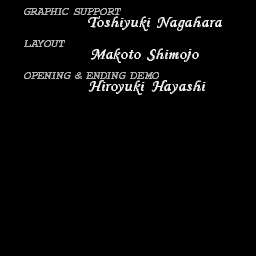 GRAPHIC SUPPORT
Toshiyuki Nagahara
LAYOUT
Makoto Shimojo
OPENING & ENDING DEMO
Hiroyuki Hayashi